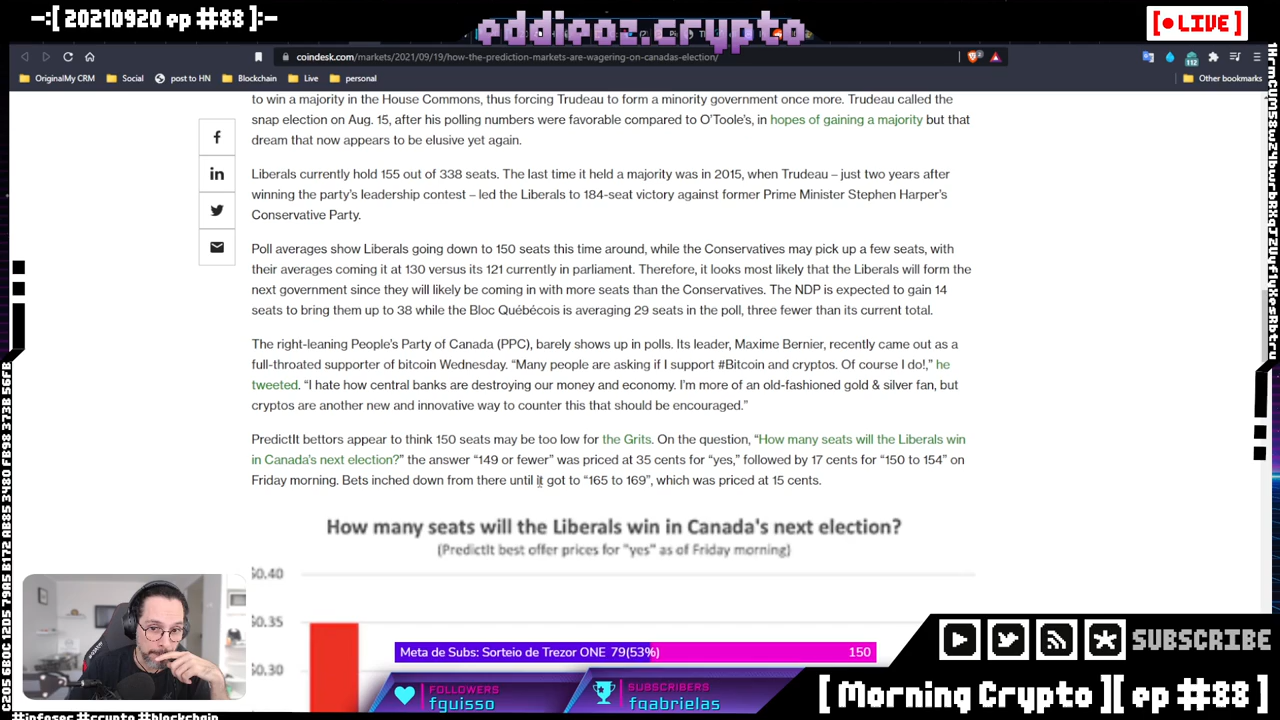 -:[ 20210920 ep #88 ]:-
eddieoz.crypto
[ LIVE ]
coindesk.com/markets/2021/09/19/how-the-prediction-markets-are-wagering-on-canadas-election/
112
OriginalMy CRM
Social
post to HN
Blockchain
Live
personal
Other bookmarks
to win a majority in the House Commons, thus forcing Trudeau to form a minority government once more. Trudeau called the
snap election on Aug. 15, after his polling numbers were favorable compared to O’Toole’s, in hopes of gaining a majority but that
dream that now appears to be elusive yet again.
Liberals currently hold 155 out of 338 seats. The last time it held a majority was in 2015, when Trudeau – just two years after
winning the party’s leadership contest – led the Liberals to 184-seat victory against former Prime Minister Stephen Harper’s
Conservative Party.
Poll averages show Liberals going down to 150 seats this time around, while the Conservatives may pick up a few seats, with
their averages coming it at 130 versus its 121 currently in parliament. Therefore, it looks most likely that the Liberals will form the
next government since they will likely be coming in with more seats than the Conservatives. The NDP is expected to gain 14
seats to bring them up to 38 while the Bloc Québécois is averaging 29 seats in the poll, three fewer than its current total.
The right-leaning People’s Party of Canada (PPC), barely shows up in polls. Its leader, Maxime Bernier, recently came out as a
full-throated supporter of bitcoin Wednesday. “Many people are asking if I support #Bitcoin and cryptos. Of course I do!,” he
tweeted. “I hate how central banks are destroying our money and economy. I’m more of an old-fashioned gold & silver fan, but
cryptos are another new and innovative way to counter this that should be encouraged.”
PredictIt bettors appear to think 150 seats may be too low for the Grits. On the question, “How many seats will the Liberals win
in Canada’s next election?” the answer “149 or fewer” was priced at 35 cents for “yes,” followed by 17 cents for “150 to 154” on
Friday morning. Bets inched down from there until it got to “165 to 169”, which was priced at 15 cents.
How many seats will the Liberals win in Canada's next election?
(PredictIt best offer prices for "yes" as of Friday morning)
$0.40
$0.35
$0.30
Meta de Subs: Sorteio de Trezor ONE 79(53%)
150
SUBSCRIBE
FOLLOWERS
fguisso
SUBSCRIBERS
fgabrielas
[ Morning Crypto ][ ep #88 ]
#infosec #crypto #blockchain